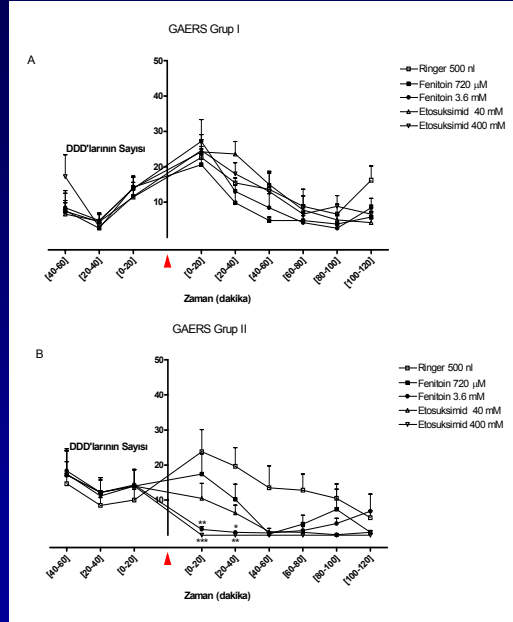 GAERS Grup I
A
50
40
30
20
10
DDD'larının Sayısı
Ringer 500 nl
Fenitoin 720 µM
Fenitoin 3.6 mM
Etosuksimid 40 mM
Etosuksimid 400 mM
[40-60]
[20-40]
[0-20]
[0-20]
[20-40]
[40-60]
[60-80]
[80-100]
[100-120]
Zaman (dakika)
GAERS Grup II
B
50
40
30
20
10
DDD'larının Sayısı
Ringer 500 nl
Fenitoin 720 µM
Fenitoin 3.6 mM
Etosuksimid 40 mM
Etosuksimid 400 mM
**
*
***
**
[40-60]
[20-40]
[0-20]
[0-20]
[20-40]
[40-60]
[60-80]
[80-100]
[100-120]
Zaman (dakika)